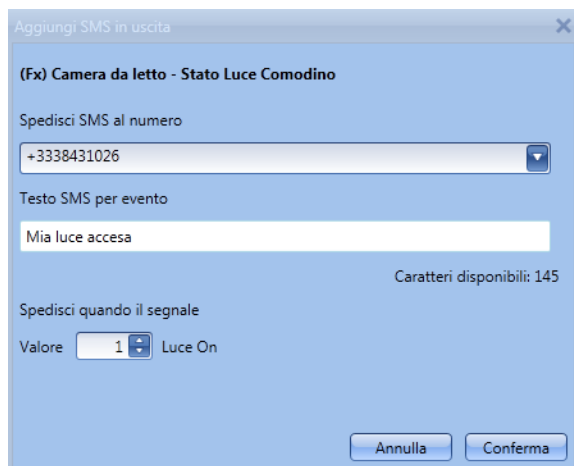 Aggiungi SMS in uscita
(Fx) Camera da letto - Stato Luce Comodino
Spedisci SMS al numero
+3338431026
Testo SMS per evento
Mia luce accesa
Caratteri disponibili: 145
Spedisci quando il segnale
Valore 1 Luce On
Annulla Conferma